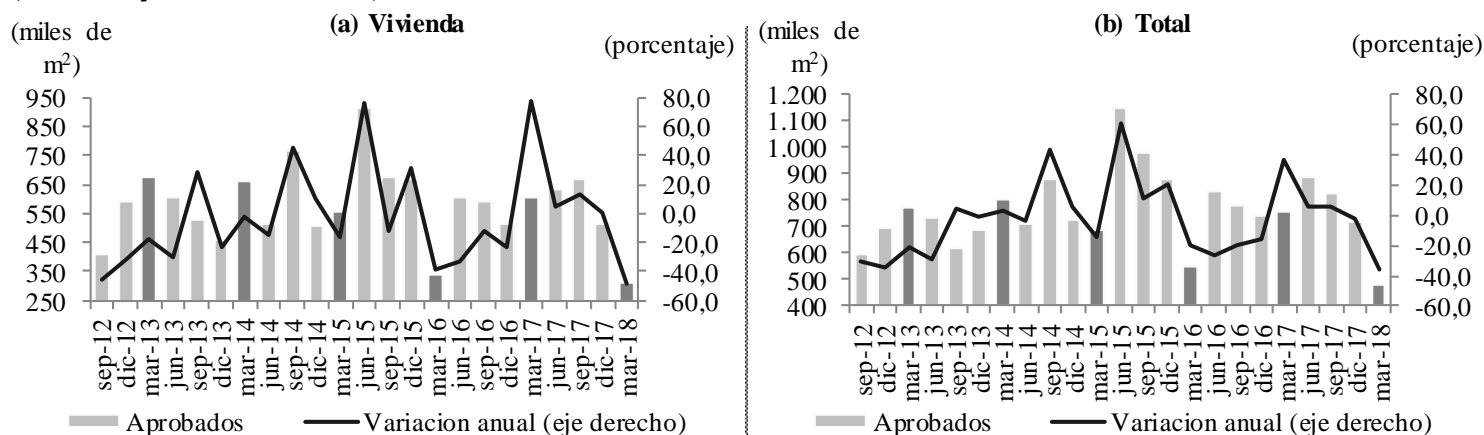 (a) Vivienda
(miles de
m²)
(porcentaje)
950
850
750
650
550
450
350
250
80,0
60,0
40,0
20,0
0,0
-20,0
-40,0
-60,0
sep-12
dic-12
mar-13
jun-13
sep-13
dic-13
mar-14
jun-14
sep-14
dic-14
mar-15
jun-15
sep-15
dic-15
mar-16
jun-16
sep-16
dic-16
mar-17
jun-17
sep-17
dic-17
mar-18
Aprobados
Variacion anual (eje derecho)
(b) Total
(miles de
m²)
(porcentaje)
1.200
1.100
1.000
900
800
700
600
500
400
80,0
60,0
40,0
20,0
0,0
-20,0
-40,0
-60,0
sep-12
dic-12
mar-13
jun-13
sep-13
dic-13
mar-14
jun-14
sep-14
dic-14
mar-15
jun-15
sep-15
dic-15
mar-16
jun-16
sep-16
dic-16
mar-17
jun-17
sep-17
dic-17
mar-18
Aprobados
Variacion anual (eje derecho)